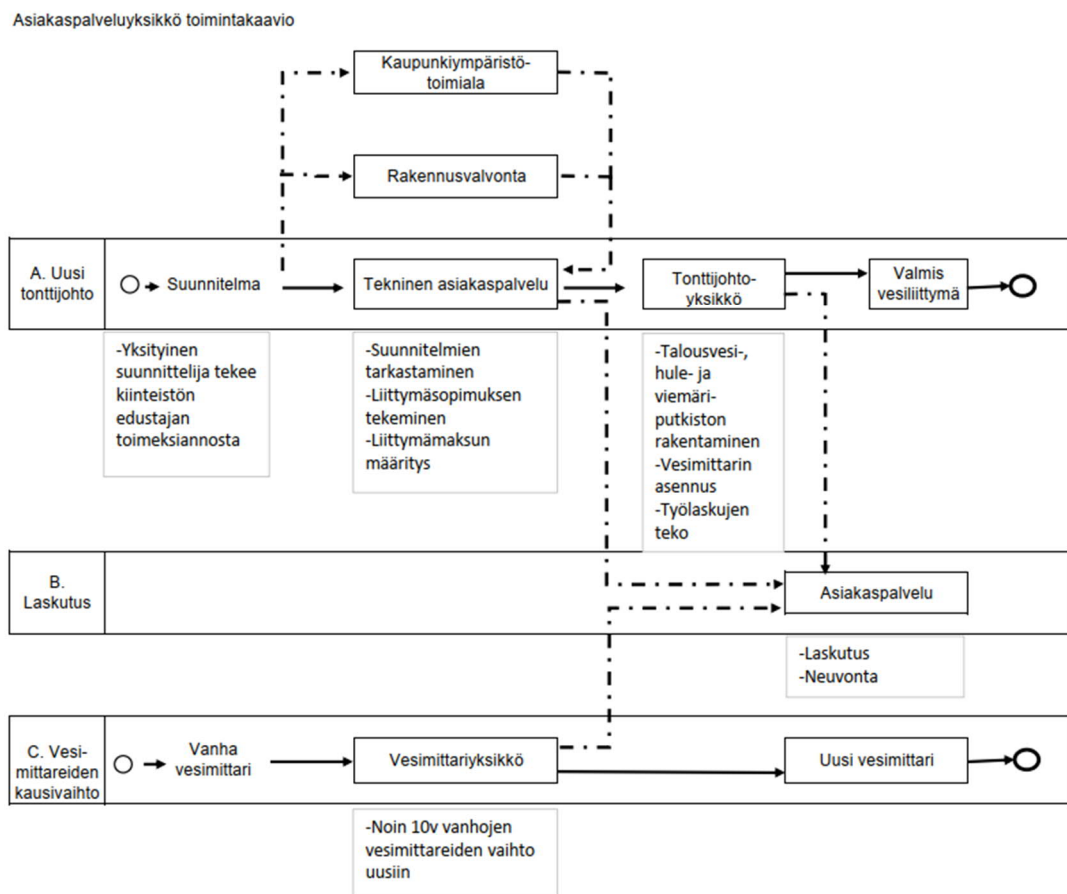 Asiakaspalveluyksikkö toimintakaavio
Kaupunkiympäristö-
toimiala
Rakennusvalvonta
A. Uusi
tonttijohto
Suunnitelma
Tekninen asiakaspalvelu
Tonttijohto-
yksikkö
Valmis
vesiliittymä
-Yksityinen
suunnittelija tekee
kiinteistön
edustajan
toimeksiannosta
-Suunnitelmien
tarkastaminen
-Liittymäsopimuksen
tekeminen
-Liittymämaksun
määritys
-Talousvesi-,
hule- ja
viemäri-
putkiston
rakentaminen
-Vesimittarin
asennus
-Työlaskujen
teko
B.
Laskutus
Asiakaspalvelu
-Laskutus
-Neuvonta
C. Vesi-
mittareiden
kausivaihto
Vanha
vesimittari
Vesimittariyksikkö
Uusi vesimittari
-Noin 10v vanhojen
vesimittareiden vaihto
uusiin